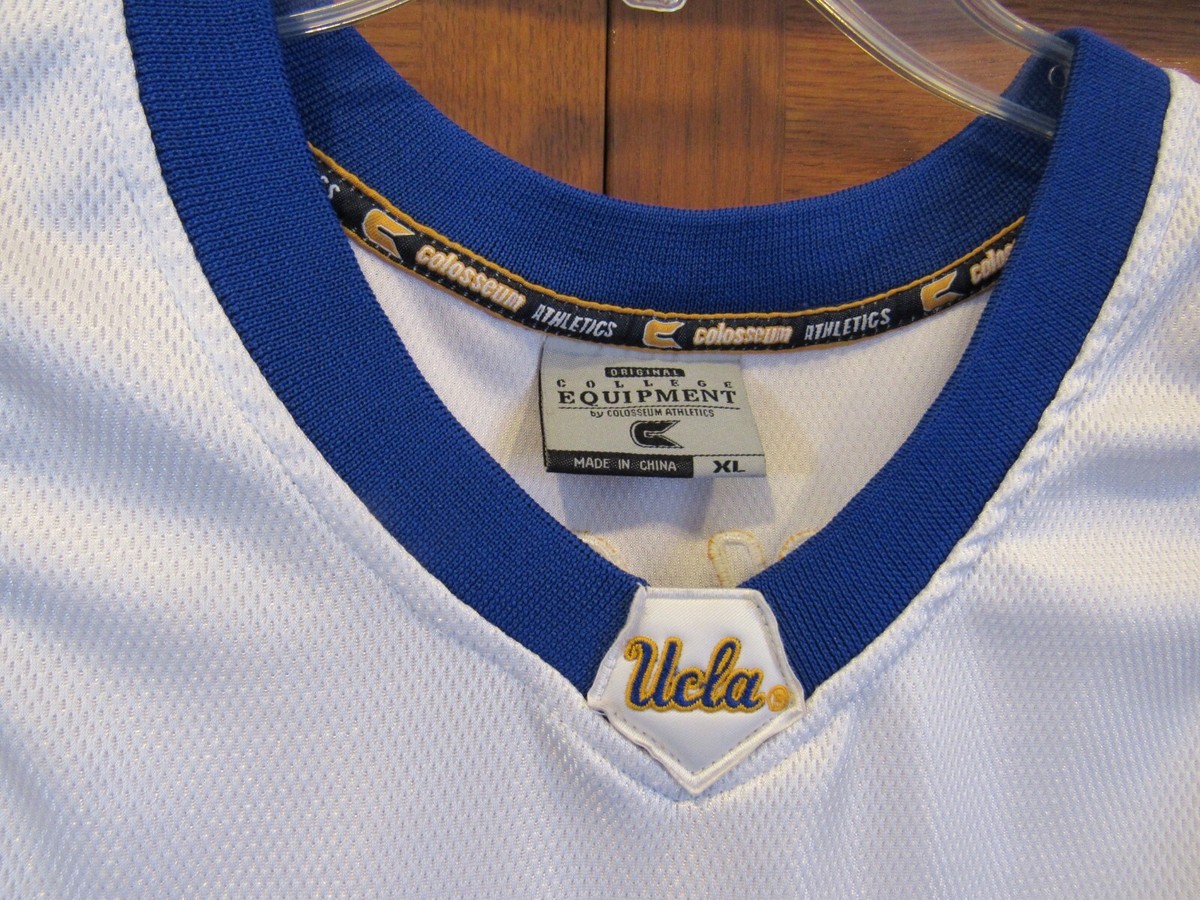 colosseum ATHLETICS colosseum ATHLETICS
ORIGINAL
COLLEGE
EQUIPMENT
by COLOSSEUM ATHLETICS
MADE IN CHINA XL
Ucla